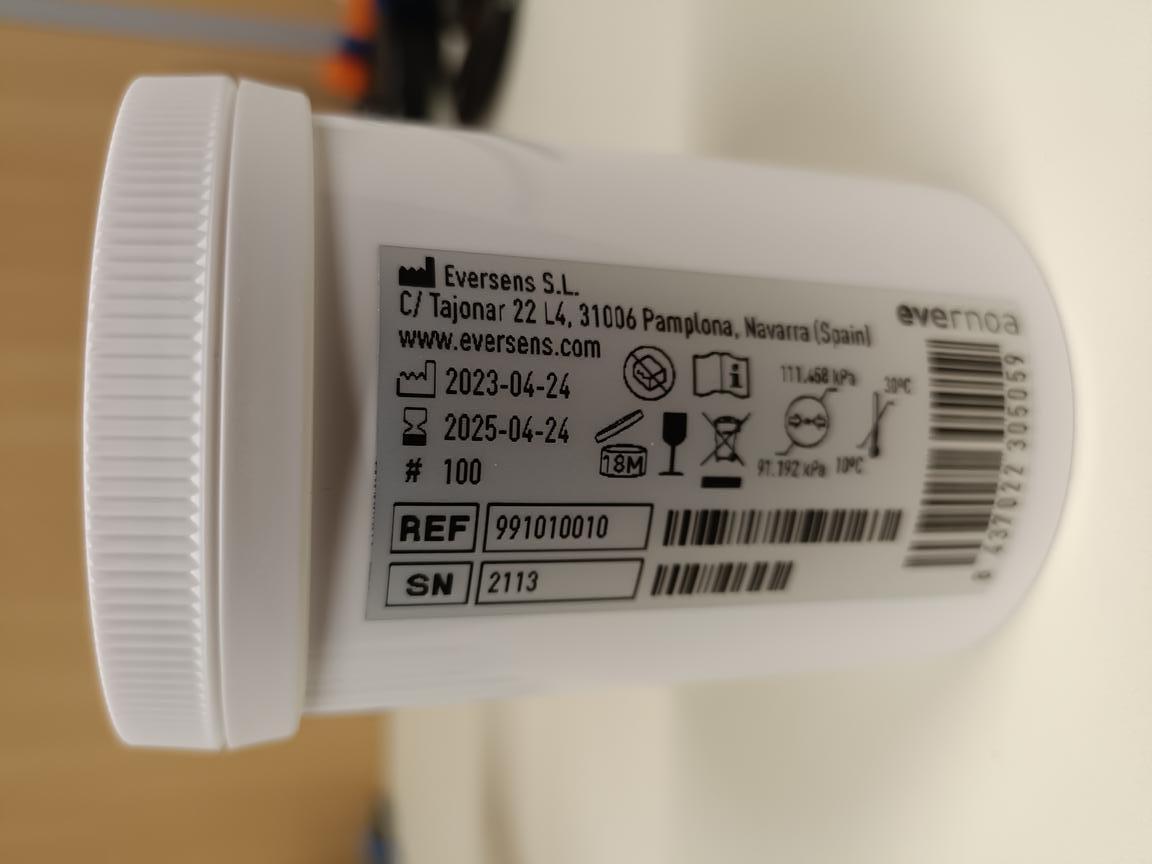 Eversens S.L.
C/ Tajonar 22 L4, 31006 Pamplona, Navarra (Spain)
www.eversens.com
evernoa
2023-04-24
2025-04-24
# 100
18M
111.458 kPa
91.192 kPa
30ºC
10ºC
REF 991010010
SN 2113
8 437022 305059